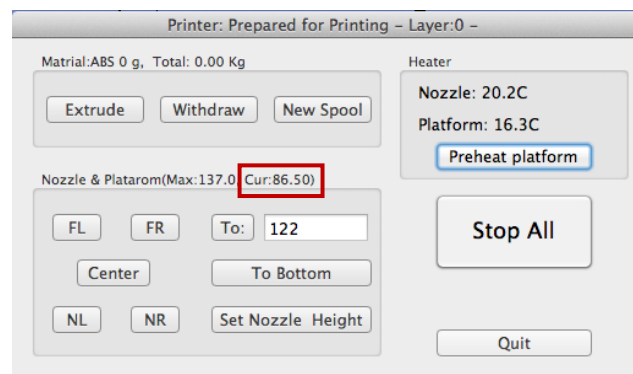 Printer: Prepared for Printing – Layer:0 –
Matrial:ABS 0 g, Total: 0.00 Kg
Extrude
Withdraw
New Spool
Heater
Nozzle: 20.2C
Platform: 16.3C
Preheat platform
Nozzle & Platarom(Max:137.0 Cur:86.50)
FL
FR
To:
122
Center
To Bottom
NL
NR
Set Nozzle Height
Stop All
Quit